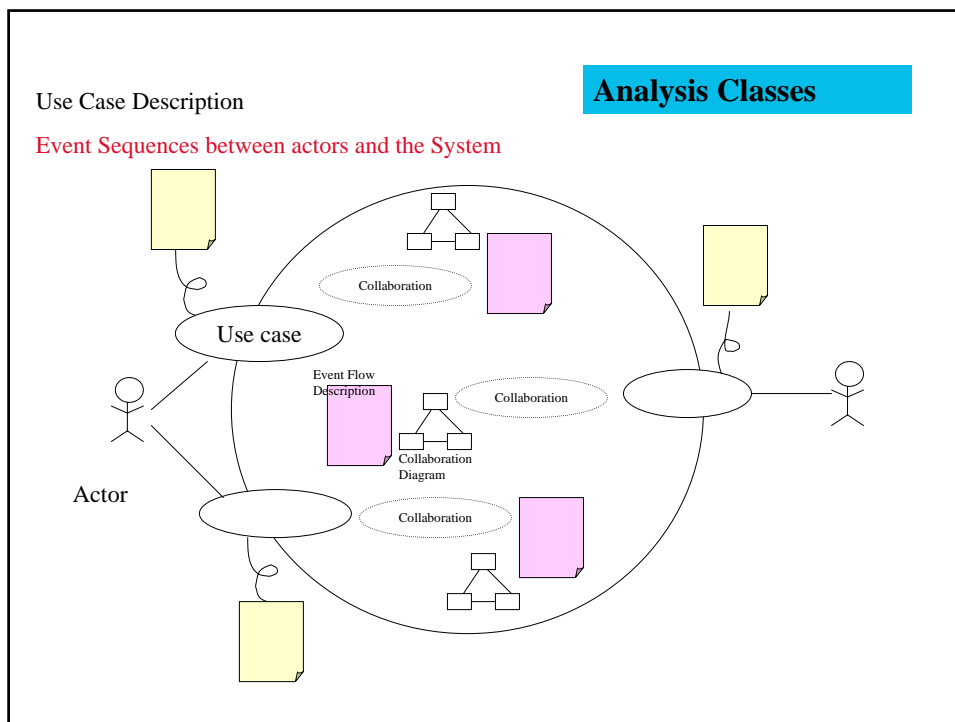 Analysis Classes
Use Case Description
Event Sequences between actors and the System
Collaboration
Use case
Event Flow
Description
Collaboration
Collaboration
Diagram
Actor
Collaboration